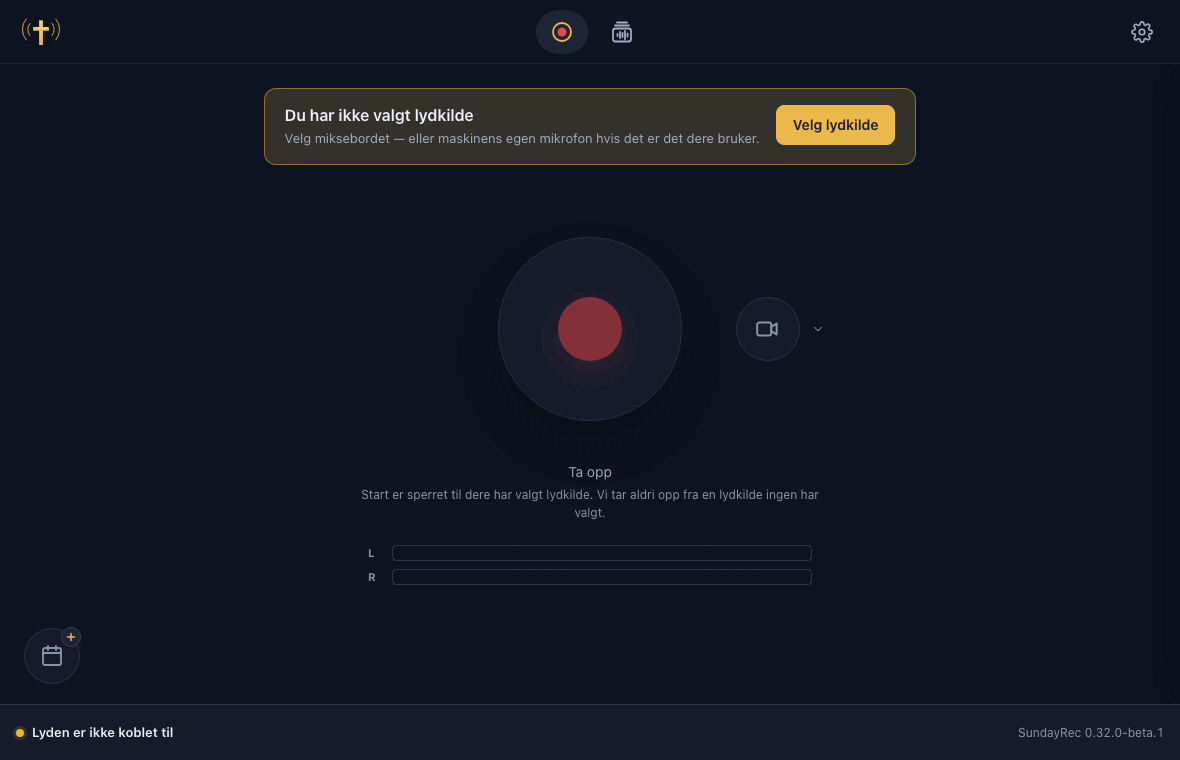 Du har ikke valgt lydkilde
Velg miksebordet — eller maskinens egen mikrofon hvis det er det dere bruker.
Velg lydkilde
Ta opp
Start er sperret til dere har valgt lydkilde. Vi tar aldri opp fra en lydkilde ingen har
valgt.
L
R
Lyden er ikke koblet til
SundayRec 0.32.0-beta.1